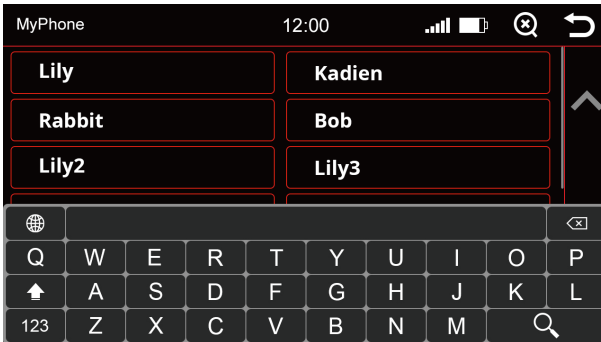 MyPhone 12:00
Lily Kadien
Rabbit Bob
Lily2 Lily3
Q W E R T Y U I O P
A S D F G H J K L
123 Z X C V B N M